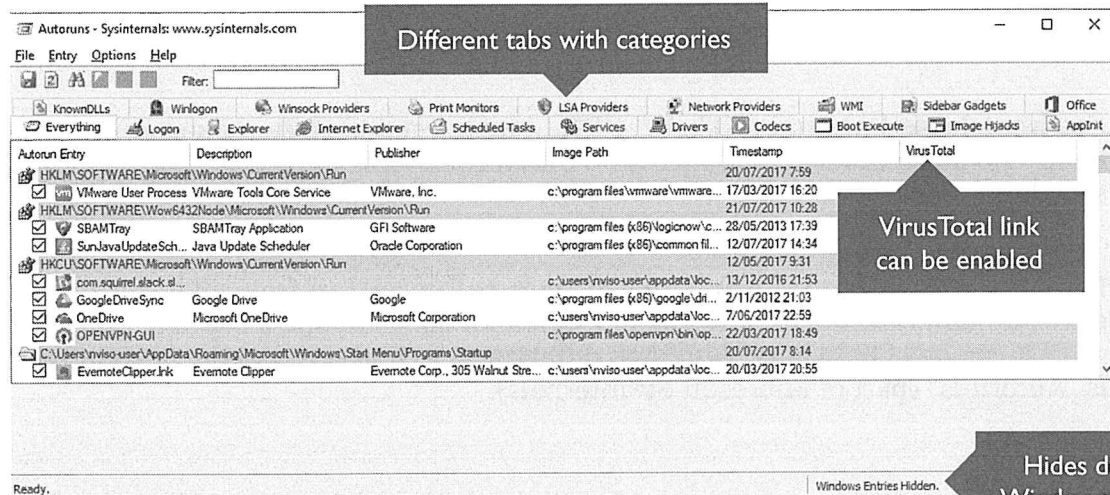 Autoruns - Sysinternals: www.sysinternals.com
Different tabs with categories
File Entry Options Help
Filter:
KnownDLLs Winlogon Winsock Providers Print Monitors LSA Providers Network Providers WMI Sidebar Gadgets Office
Everything Logon Explorer Internet Explorer Scheduled Tasks Services Drivers Codecs Boot Execute Image Hijacks AppInit
Autorun Entry Description Publisher Image Path Timestamp VirusTotal
HKLM\SOFTWARE\Microsoft\Windows\CurrentVersion\Run 20/07/2017 7:59
vm VMware User Process VMware Tools Core Service VMware, Inc. c:\program files\vmware\vmware... 17/03/2017 16:20
HKLM\SOFTWARE\Wow6432Node\Microsoft\Windows\CurrentVersion\Run 21/07/2017 10:28
SBAMTray SBAMTray Application GFI Software c:\program files (x86)\logicnow\c... 28/05/2013 17:39
SunJavaUpdateSch... Java Update Scheduler Oracle Corporation c:\program files (x86)\common fil... 12/07/2017 14:34
HKCU\SOFTWARE\Microsoft\Windows\CurrentVersion\Run 12/05/2017 9:31
com.squirrel.slack.sl... c:\users\nviso-user\appdata\loc... 13/12/2016 21:53
GoogleDriveSync Google Drive Google c:\program files (x86)\google\dri... 2/11/2012 21:03
OneDrive Microsoft OneDrive Microsoft Corporation c:\users\nviso-user\appdata\loc... 7/06/2017 22:59
OPENVPN-GUI c:\program files\openvpn\bin\op... 22/03/2017 18:49
C:\Users\nviso-user\AppData\Roaming\Microsoft\Windows\Start Menu\Programs\Startup 20/07/2017 8:14
EvernoteClipper.lnk Evernote Clipper Evernote Corp., 305 Walnut Stre... c:\users\nviso-user\appdata\loc... 20/03/2017 20:55
VirusTotal link
can be enabled
Hides d
Ready. Windows Entries Hidden.